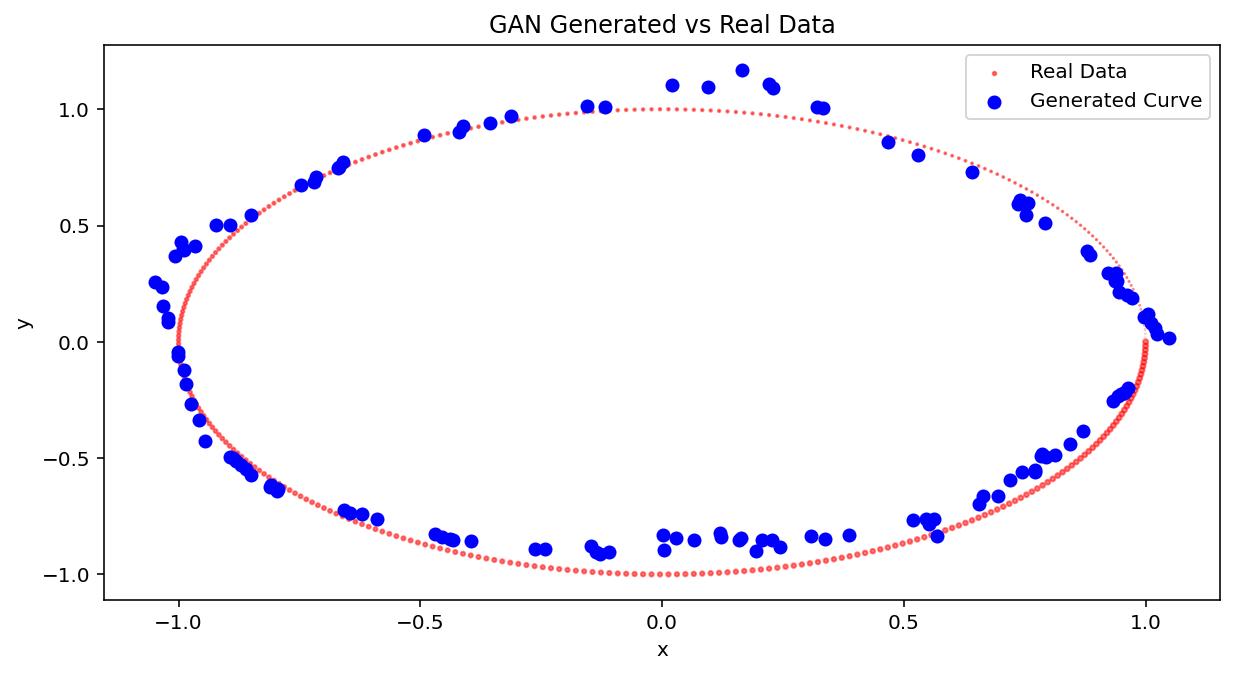 GAN Generated vs Real Data
Real Data
Generated Curve
1.0
0.5
0.0
−0.5
−1.0
y
−1.0 −0.5 0.0 0.5 1.0
x